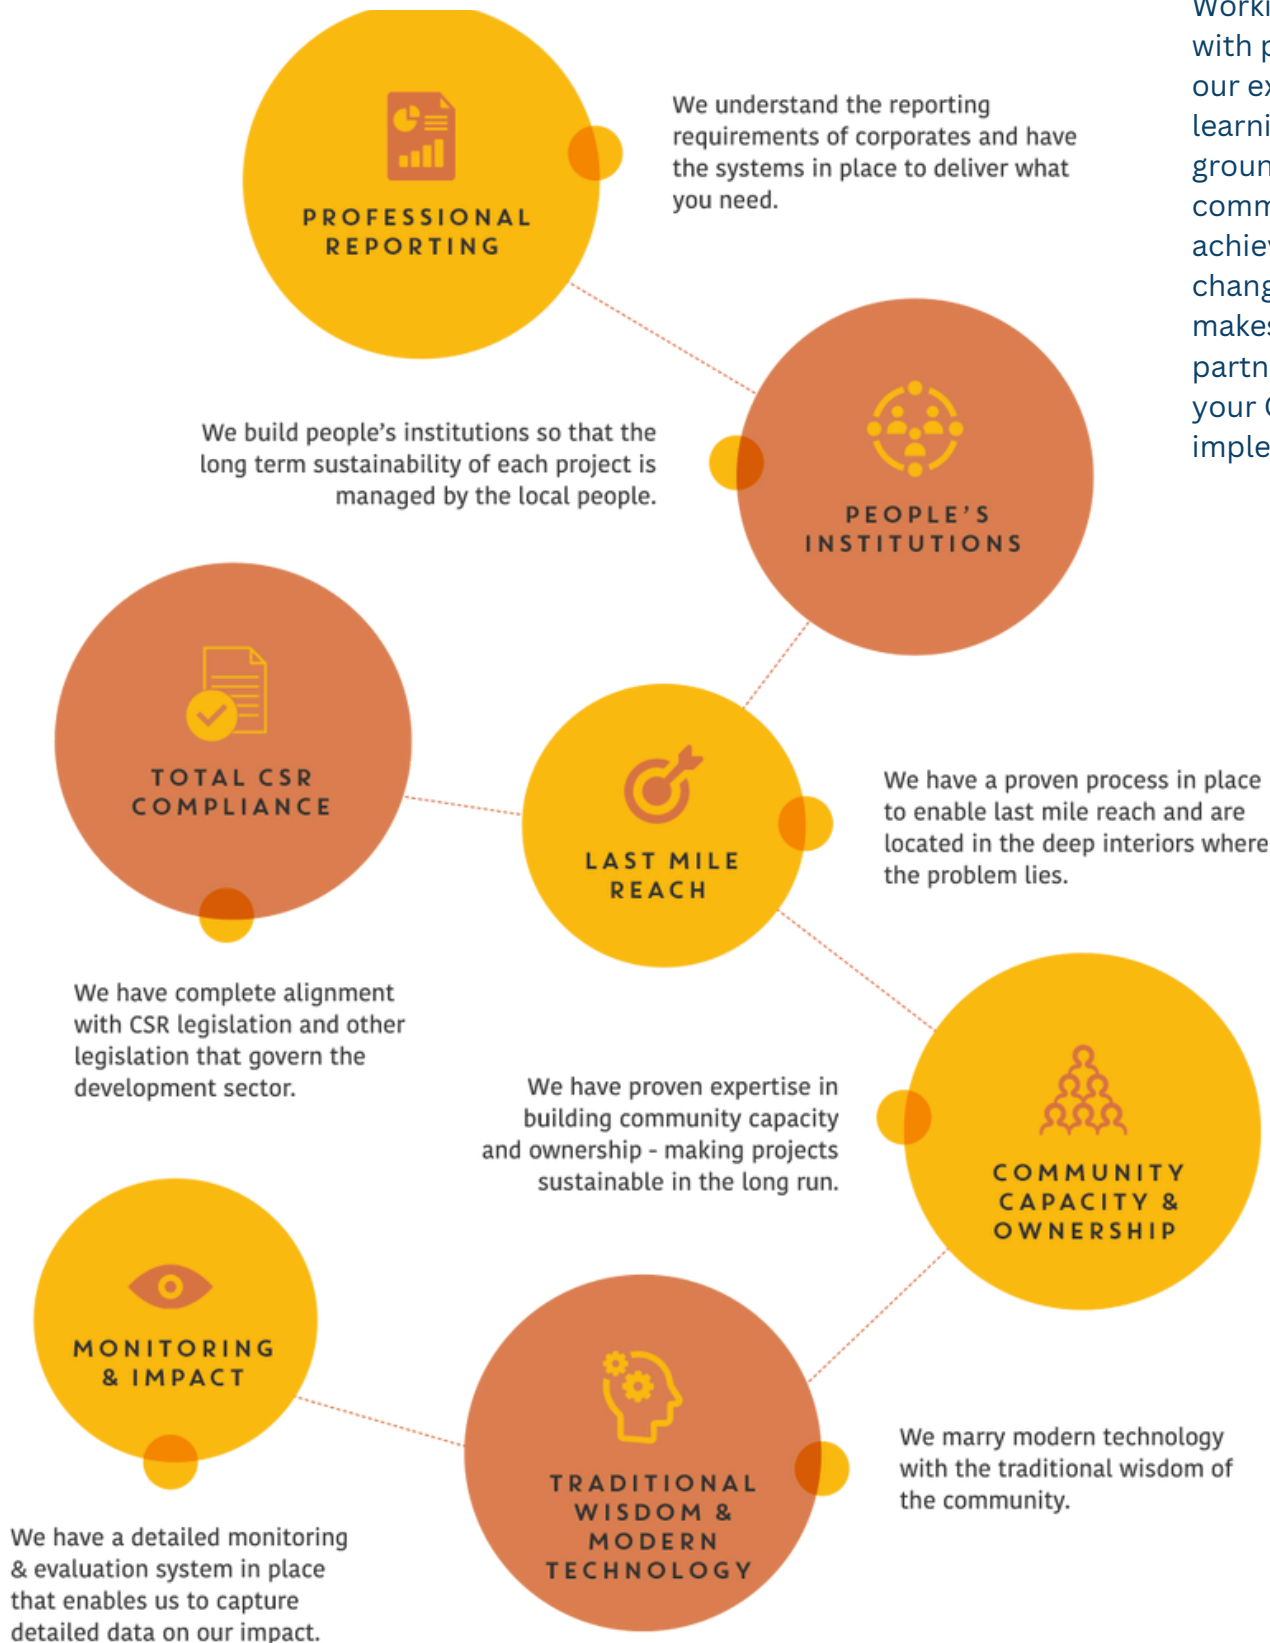 PROFESSIONAL
REPORTING
We understand the reporting
requirements of corporates and have
the systems in place to deliver what
you need.
with
our
PEOPLE'S
INSTITUTIONS
We build people's institutions so that the
long term sustainability of each project is
managed by the local people.
TOTAL CSR
COMPLIANCE
We have complete alignment
with CSR legislation and other
legislation that govern the
development sector.
LAST MILE
REACH
We have a proven process in place
to enable last mile reach and are
located in the deep interiors where
the problem lies.
COMMUNITY
CAPACITY &
OWNERSHIP
We have proven expertise in
building community capacity
and ownership - making projects
sustainable in the long run.
MONITORING
& IMPACT
We have a detailed monitoring
& evaluation system in place
that enables us to capture
detailed data on our impact.
TRADITIONAL
WISDOM &
MODERN
TECHNOLOGY
We marry modern technology
with the traditional wisdom of
the community.
your